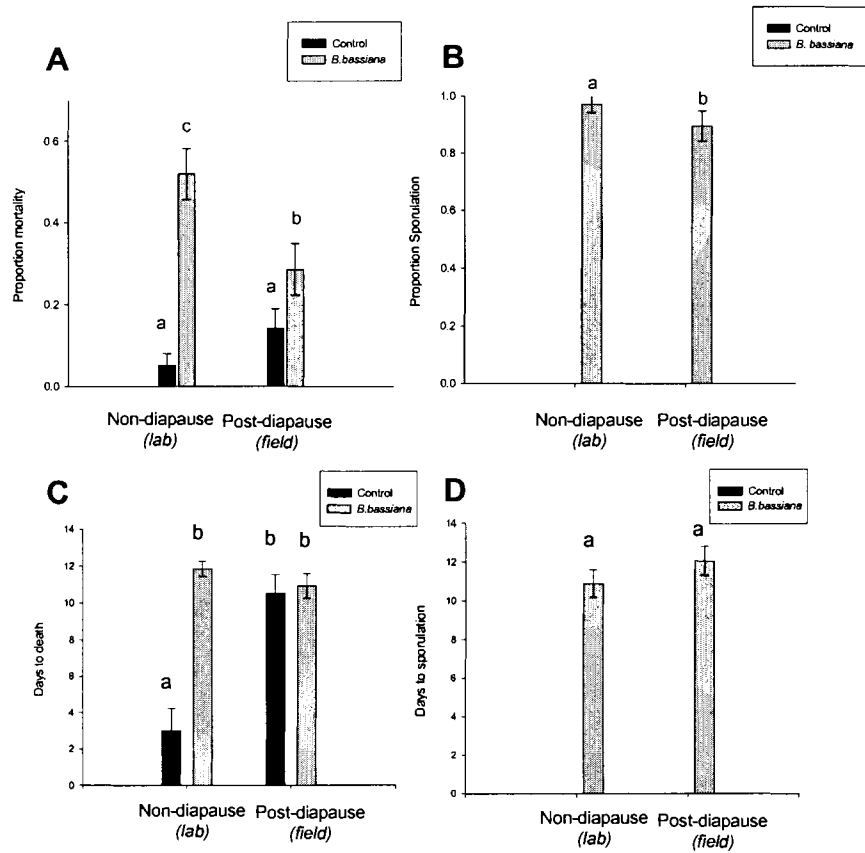 A
Control
B.bassiana
Proportion mortality
0.6
0.4
0.2
0.0
a
c
a
b
Non-diapause
(lab)
Post-diapause
(field)
B
Control
B. bassiana
Proportion Sporulation
1.0
0.8
0.6
0.4
0.2
0.0
a
b
Non-diapause
(lab)
Post-diapause
(field)
C
Control
B.bassiana
Days to death
14
12
10
8
6
4
2
0
a
b
b
b
Non-diapause
(lab)
Post-diapause
(field)
D
Control
B.bassiana
Days to sporulation
14
12
10
8
6
4
2
0
a
a
Non-diapause
(lab)
Post-diapause
(field)